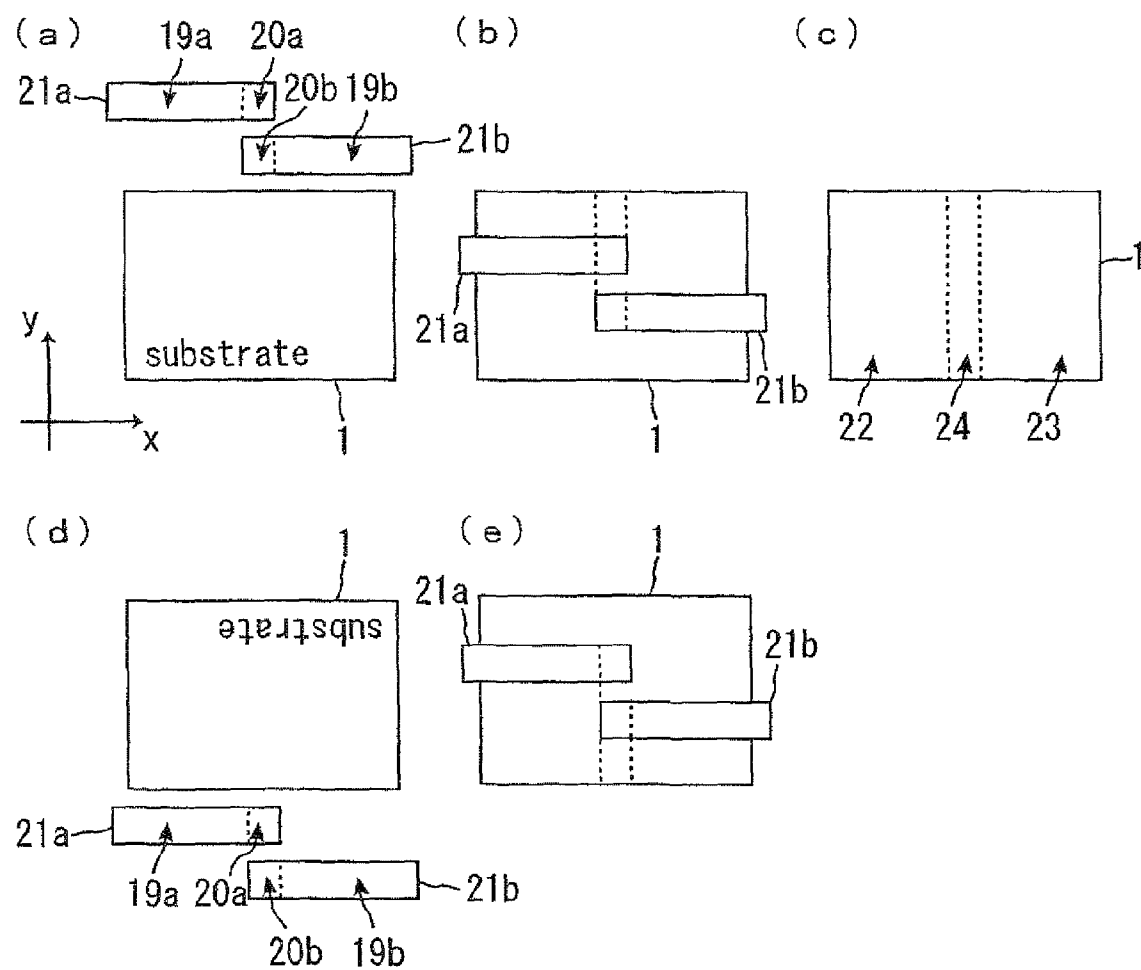 (a) 19a 20a (b) (c)
21a 20b 19b
21b
1
y
substrate 21a
21b
x 1 1 22 24 23
(d) 1 (e) 1
21a
substrate
21b
21a
19a 20a 21b
20b 19b